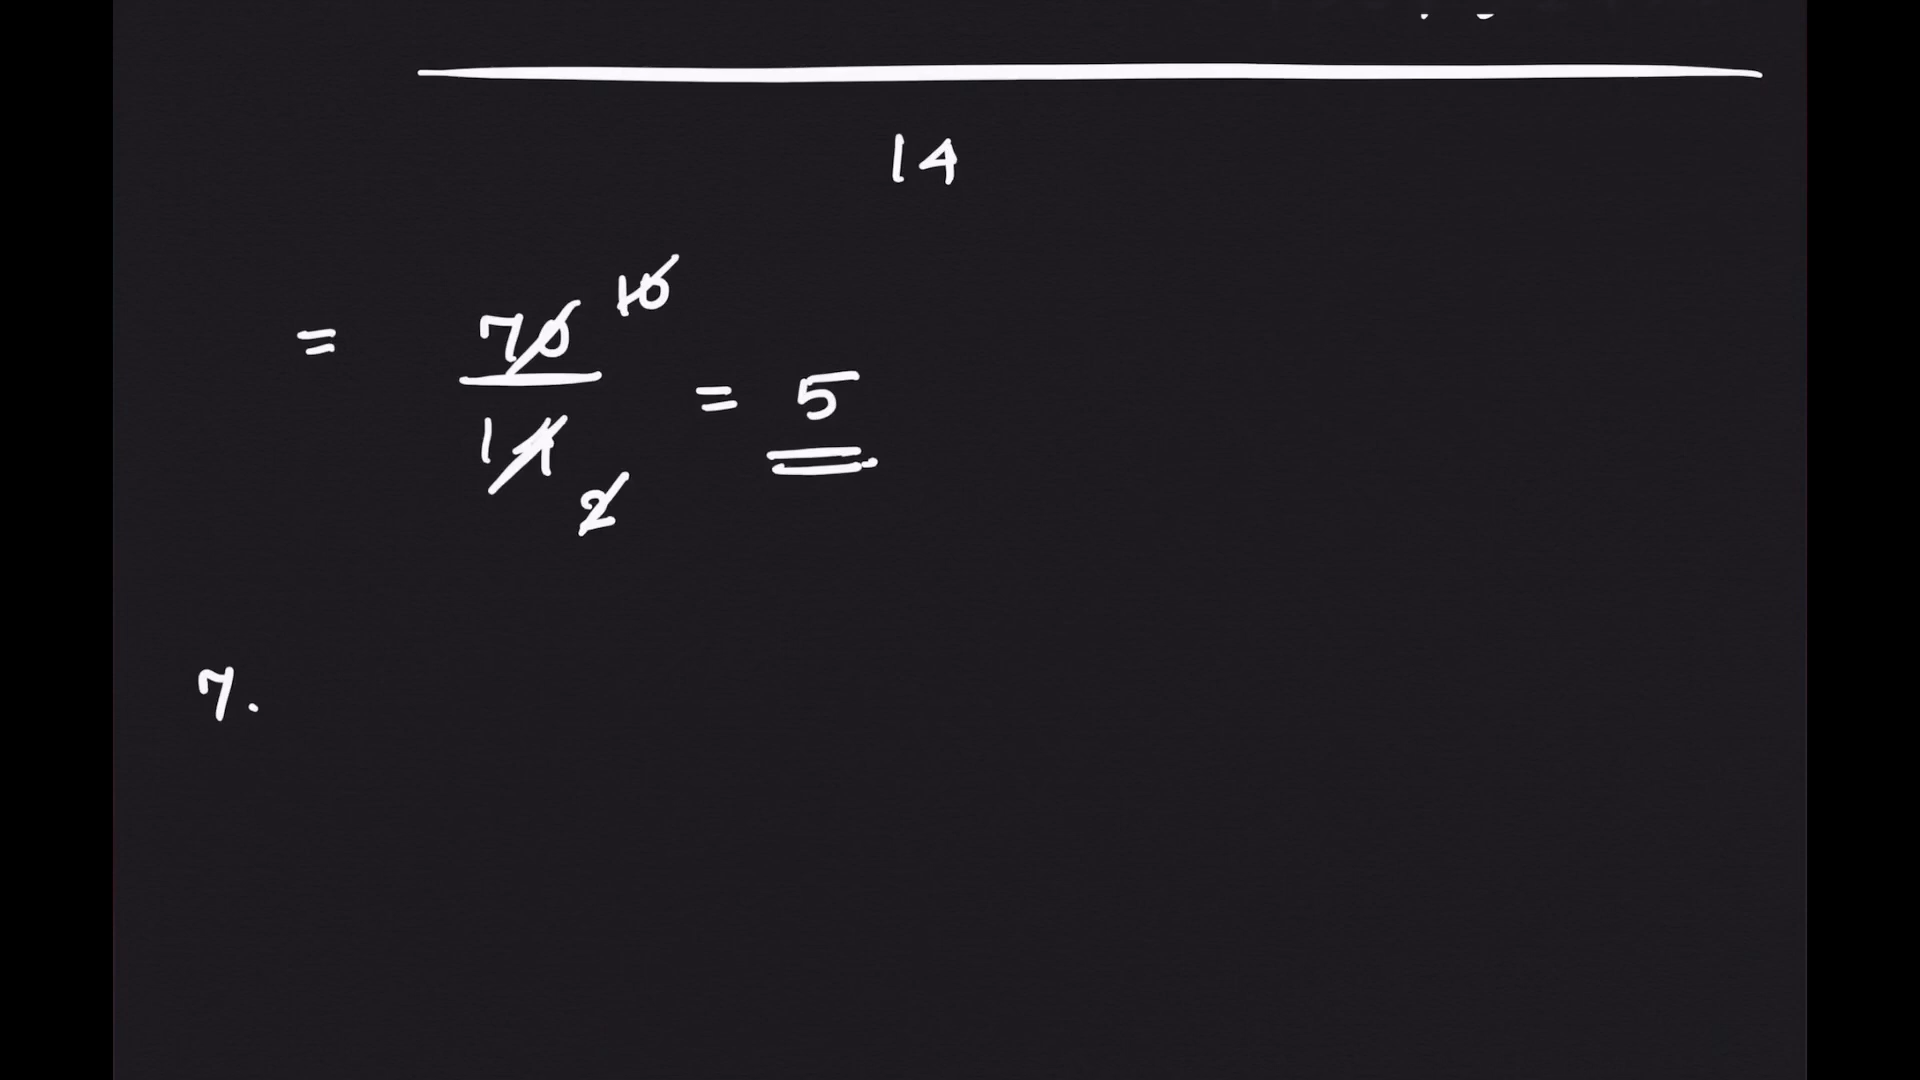 14
= 70/14 10 2 = 5
7.